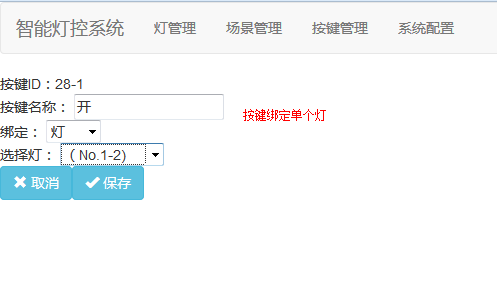 智能灯控系统 灯管理 场景管理 按键管理 系统配置
按键ID：28-1
按键名称： 开
按键绑定单个灯
绑定： 灯
选择灯： ( No.1-2)
取消 保存